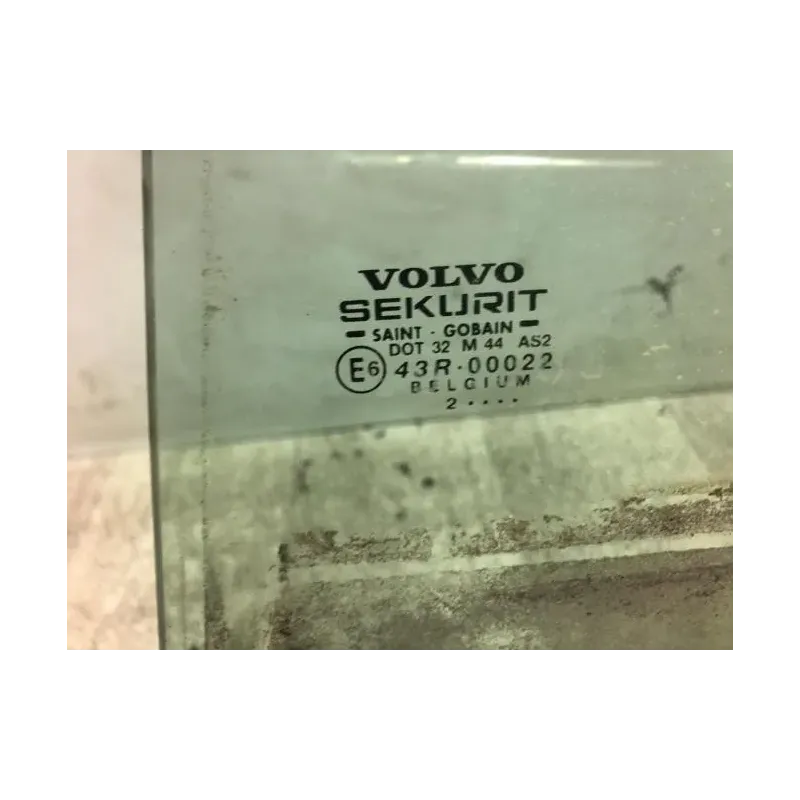 VOLVO
SEKURIT
SAINT - GOBAIN
DOT 32 M 44 AS2
E6 43R-00022
BELGIUM
2 . . . .